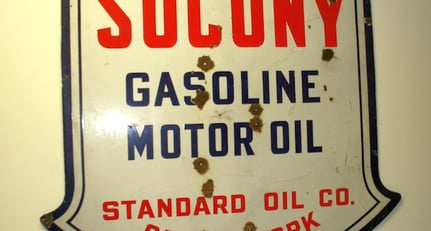 SOCONY
GASOLINE
MOTOR OIL
STANDARD OIL CO.